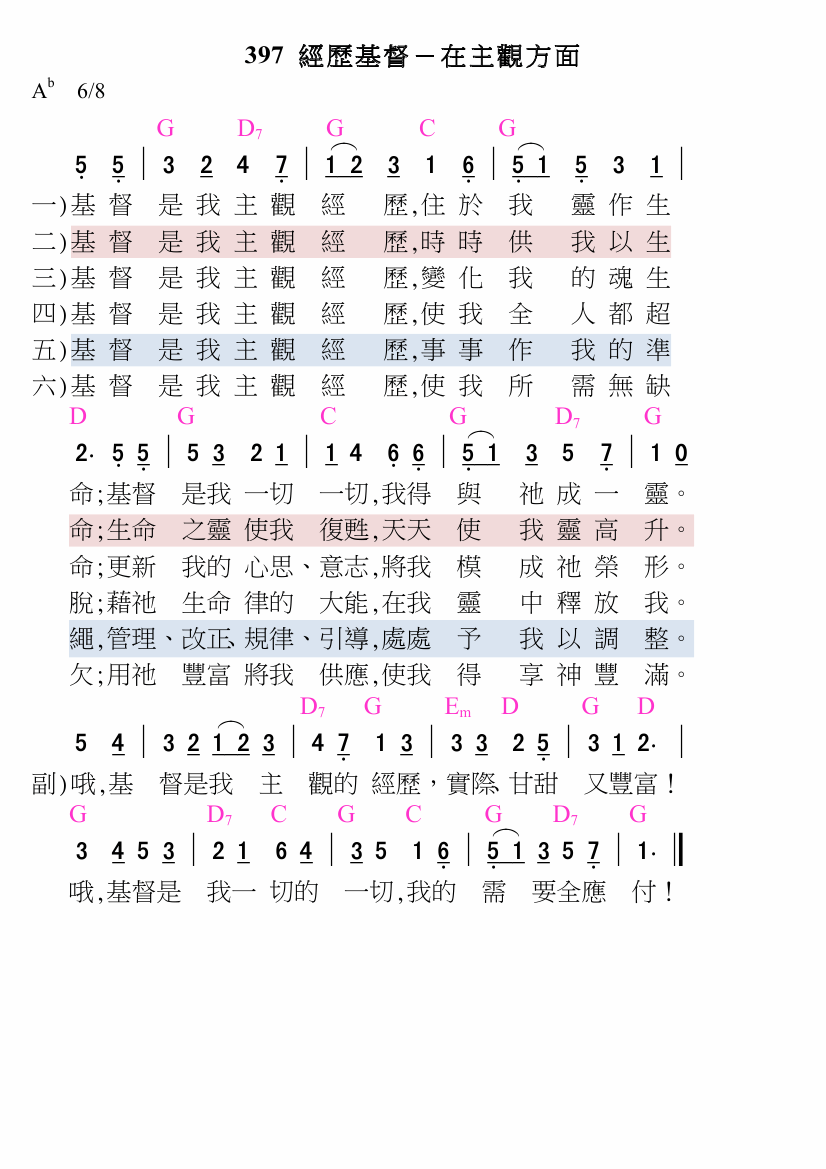 397 經歷基督－在主觀方面
A♭ 6/8
G D7 G C G
5 5 | 3 2 4 7 | 1 2 3 1 6 | 5 1 5 3 1 |
一)基督 是我主觀 經 歷,住於 我 靈作生
二)基督 是我主觀 經 歷,時時 供 我以生
三)基督 是我主觀 經 歷,變化 我 的魂生
四)基督 是我主觀 經 歷,使我 全 人都超
五)基督 是我主觀 經 歷,事事 作 我的準
六)基督 是我主觀 經 歷,使我 所 需無缺
D G C G D7 G
2· 5 5 | 5 3 2 1 | 1 4 6 6 | 5 1 3 5 7 | 1 0
命;基督 是我 一切 一切,我得 與 祂成一 靈。
命;生命 之靈 使我 復甦,天天 使 我靈高 升。
命;更新 我的 心思、意志,將我 模 成祂榮 形。
脫;藉祂 生命 律的 大能,在我 靈 中釋放 我。
繩,管理、改正、規律、引導,處處 予 我以調 整。
欠;用祂 豐富 將我 供應,使我 得 享神豐 滿。
D7 G Em D G D
5 4 | 3 2 1 2 3 | 4 7 1 3 | 3 3 2 5 | 3 1 2· |
副)哦,基 督是我 主 觀的 經歷，實際、甘甜 又豐富！
G D7 C G C G D7 G
3 4 5 3 | 2 1 6 4 | 3 5 1 6 | 5 1 3 5 7 | 1· ‖
哦,基督是 我一 切的 一切,我的 需 要全應 付！